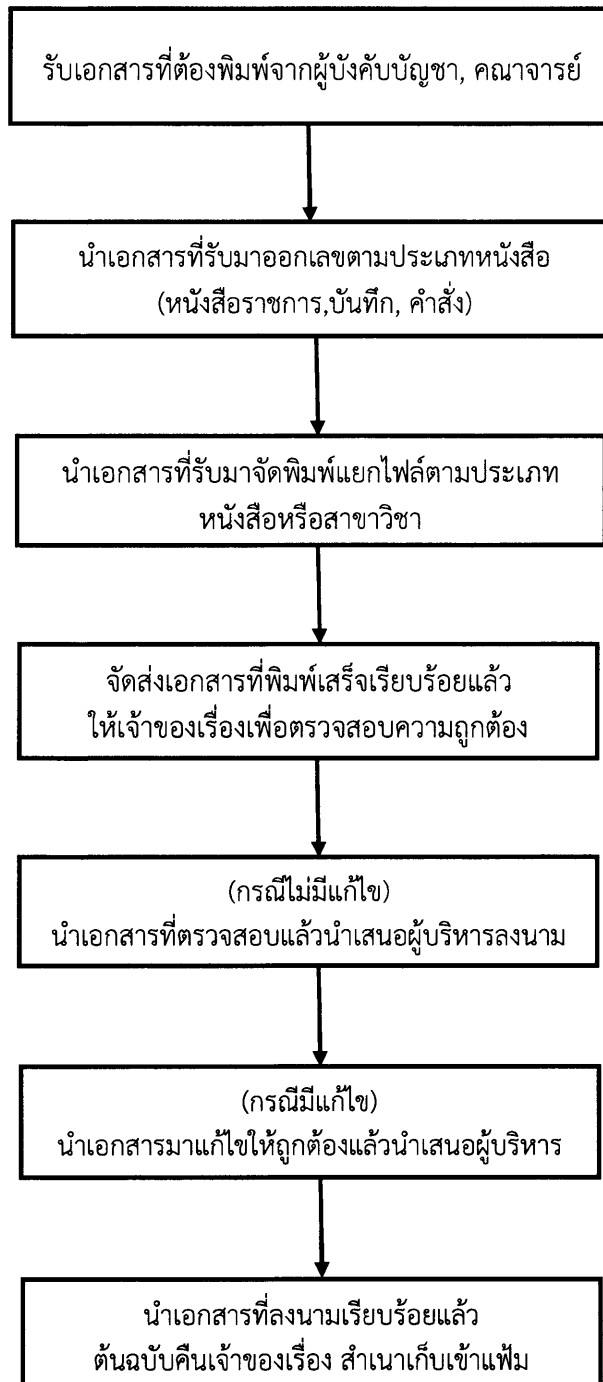 รับเอกสารที่ต้องพิมพ์จากผู้บังคับบัญชา, คณาจารย์
นำเอกสารที่รับมาออกเลขตามประเภทหนังสือ
(หนังสือราชการ,บันทึก, คำสั่ง)
นำเอกสารที่รับมาจัดพิมพ์แยกไฟล์ตามประเภท
หนังสือหรือสาขาวิชา
จัดส่งเอกสารที่พิมพ์เสร็จเรียบร้อยแล้ว
ให้เจ้าของเรื่องเพื่อตรวจสอบความถูกต้อง
(กรณีไม่มีแก้ไข)
นำเอกสารที่ตรวจสอบแล้วนำเสนอผู้บริหารลงนาม
(กรณีมีแก้ไข)
นำเอกสารมาแก้ไขให้ถูกต้องแล้วนำเสนอผู้บริหาร
นำเอกสารที่ลงนามเรียบร้อยแล้ว
ต้นฉบับคืนเจ้าของเรื่อง สำเนาเก็บเข้าแฟ้ม